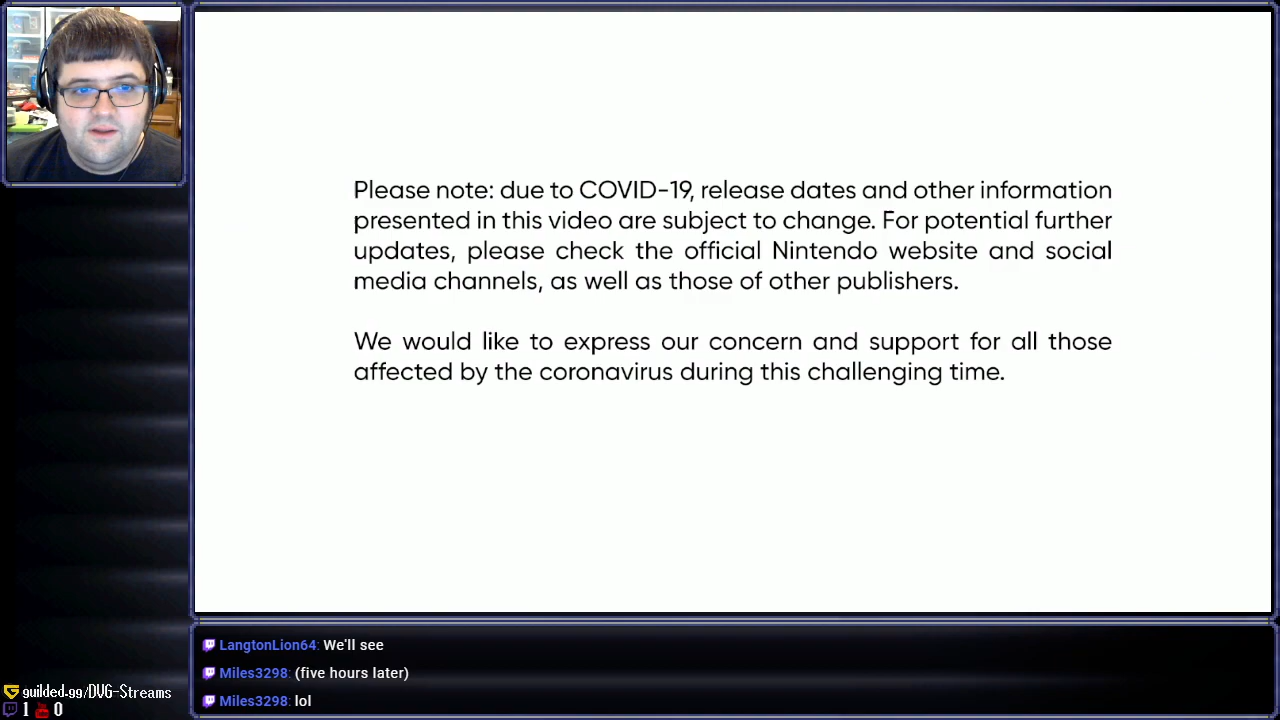 Please note: due to COVID-19, release dates and other information
presented in this video are subject to change. For potential further
updates, please check the official Nintendo website and social
media channels, as well as those of other publishers.
We would like to express our concern and support for all those
affected by the coronavirus during this challenging time.
LangtonLion64: We'll see
Miles3298: (five hours later)
Miles3298: lol
guilded.gg/DVG-Streams
1 0